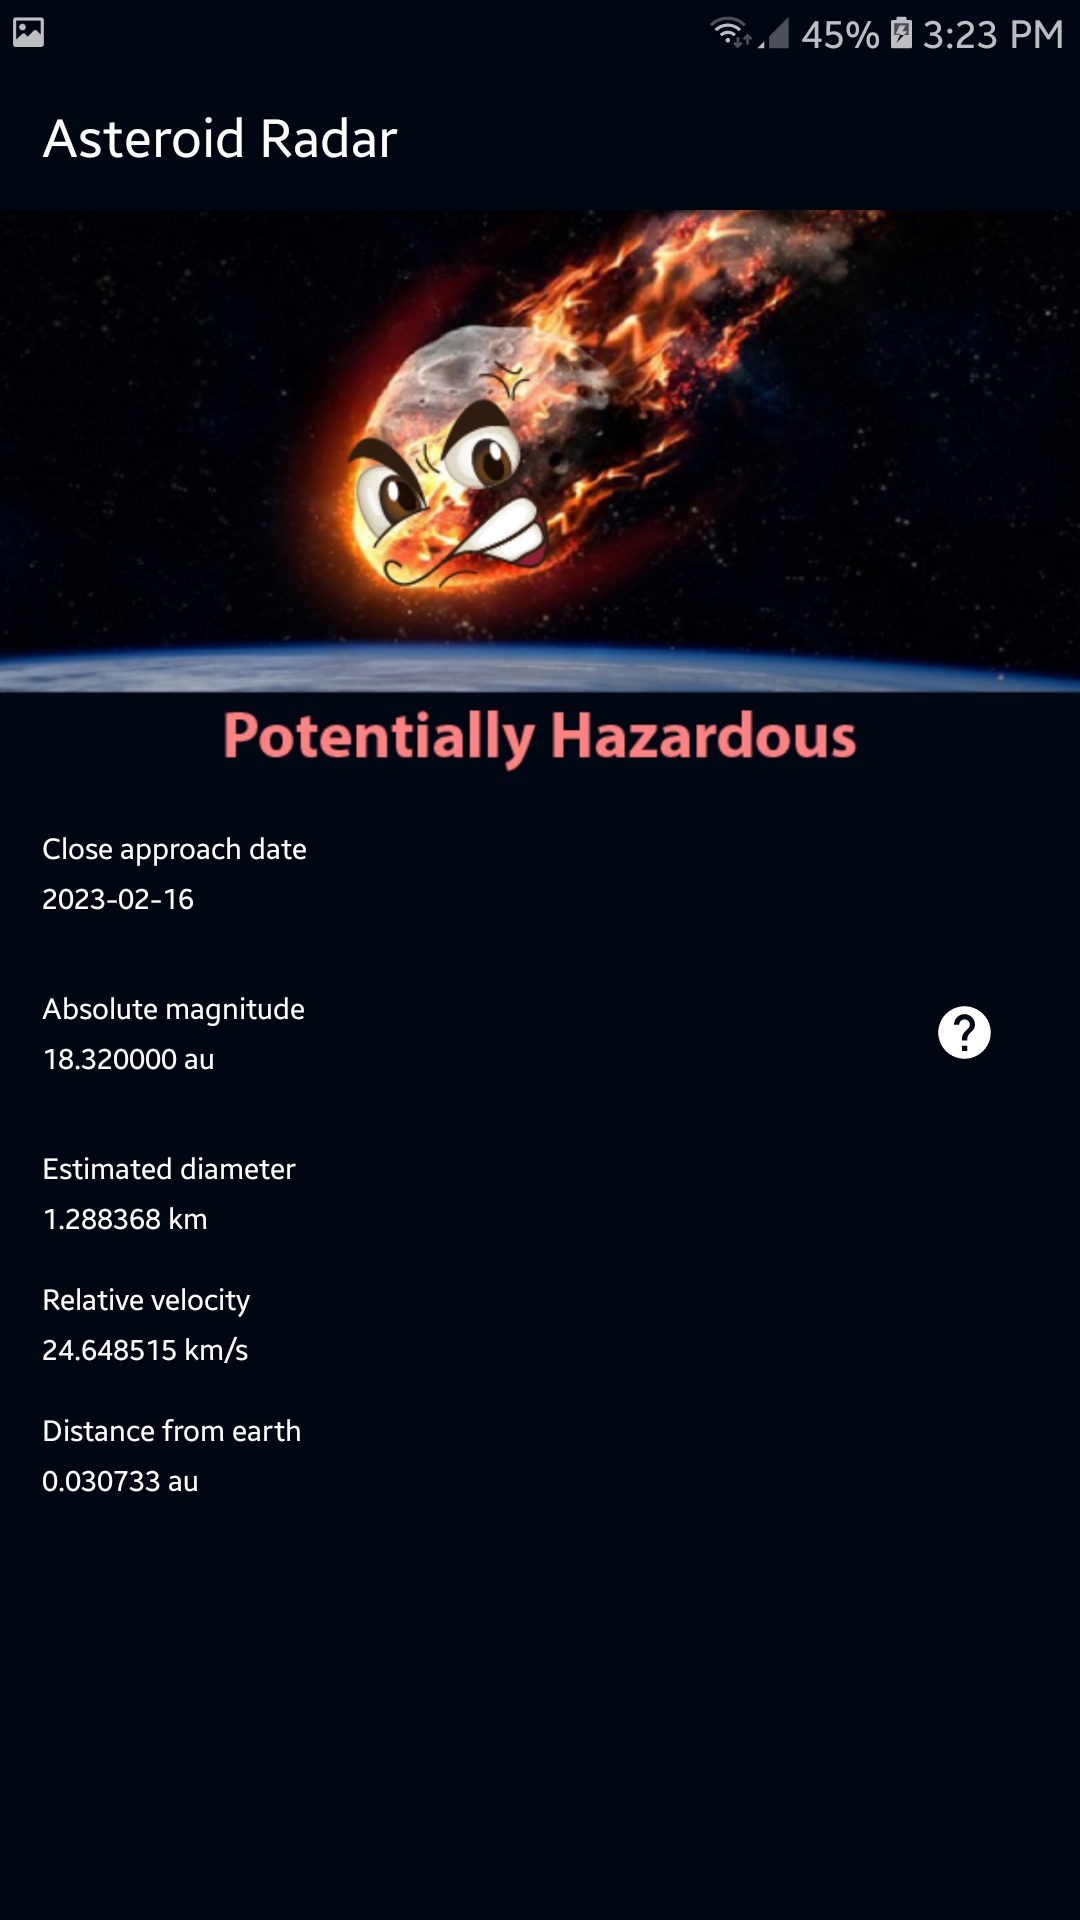 45% 3:23 PM
Asteroid Radar
Potentially Hazardous
Close approach date
2023-02-16
Absolute magnitude
18.320000 au
?
Estimated diameter
1.288368 km
Relative velocity
24.648515 km/s
Distance from earth
0.030733 au